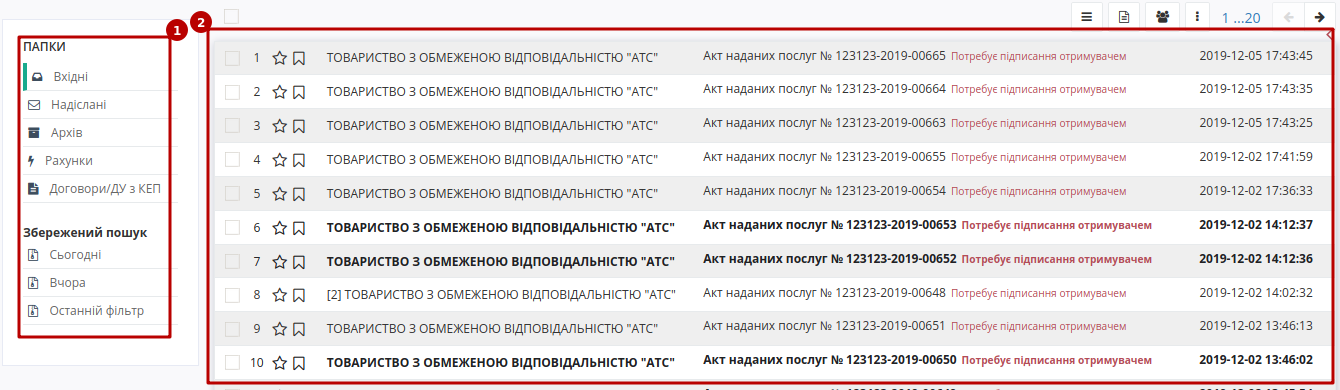 1
2
1 ...20
ПАПКИ
Вхідні
Надіслані
Архів
Рахунки
Договори/ДУ з КЕП
Збережений пошук
Сьогодні
Вчора
Останній фільтр
1 ТОВАРИСТВО З ОБМЕЖЕНОЮ ВІДПОВІДАЛЬНІСТЮ "АТС" Акт наданих послуг № 123123-2019-00665 Потребує підписання отримувачем 2019-12-05 17:43:45
2 ТОВАРИСТВО З ОБМЕЖЕНОЮ ВІДПОВІДАЛЬНІСТЮ "АТС" Акт наданих послуг № 123123-2019-00664 Потребує підписання отримувачем 2019-12-05 17:43:35
3 ТОВАРИСТВО З ОБМЕЖЕНОЮ ВІДПОВІДАЛЬНІСТЮ "АТС" Акт наданих послуг № 123123-2019-00663 Потребує підписання отримувачем 2019-12-05 17:43:25
4 ТОВАРИСТВО З ОБМЕЖЕНОЮ ВІДПОВІДАЛЬНІСТЮ "АТС" Акт наданих послуг № 123123-2019-00655 Потребує підписання отримувачем 2019-12-02 17:41:59
5 ТОВАРИСТВО З ОБМЕЖЕНОЮ ВІДПОВІДАЛЬНІСТЮ "АТС" Акт наданих послуг № 123123-2019-00654 Потребує підписання отримувачем 2019-12-02 17:36:33
6 ТОВАРИСТВО З ОБМЕЖЕНОЮ ВІДПОВІДАЛЬНІСТЮ "АТС" Акт наданих послуг № 123123-2019-00653 Потребує підписання отримувачем 2019-12-02 14:12:37
7 ТОВАРИСТВО З ОБМЕЖЕНОЮ ВІДПОВІДАЛЬНІСТЮ "АТС" Акт наданих послуг № 123123-2019-00652 Потребує підписання отримувачем 2019-12-02 14:12:36
8 [2] ТОВАРИСТВО З ОБМЕЖЕНОЮ ВІДПОВІДАЛЬНІСТЮ "АТС" Акт наданих послуг № 123123-2019-00648 Потребує підписання отримувачем 2019-12-02 14:02:32
9 ТОВАРИСТВО З ОБМЕЖЕНОЮ ВІДПОВІДАЛЬНІСТЮ "АТС" Акт наданих послуг № 123123-2019-00651 Потребує підписання отримувачем 2019-12-02 13:46:13
10 ТОВАРИСТВО З ОБМЕЖЕНОЮ ВІДПОВІДАЛЬНІСТЮ "АТС" Акт наданих послуг № 123123-2019-00650 Потребує підписання отримувачем 2019-12-02 13:46:02